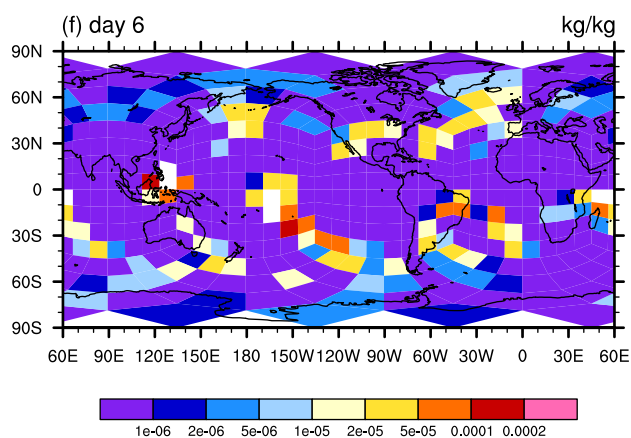 (f) day 6 kg/kg
90N
60N
30N
0
30S
60S
90S
60E 90E 120E 150E 180 150W 120W 90W 60W 30W 0 30E 60E
1e-06 2e-06 5e-06 1e-05 2e-05 5e-05 0.0001 0.0002